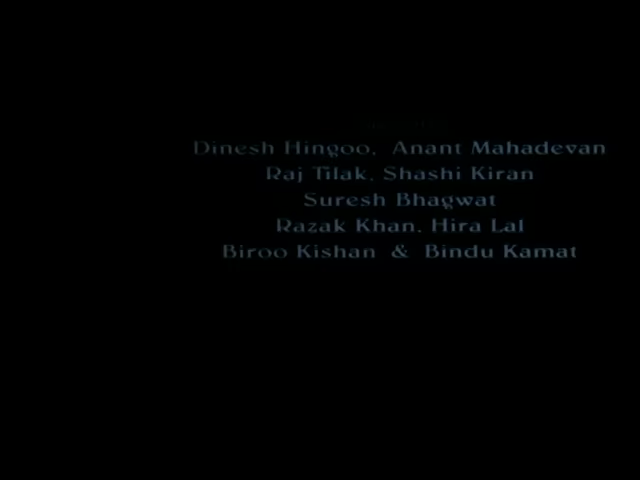 Dinesh Hingoo, Anant Mahadevan
Raj Tilak, Shashi Kiran
Suresh Bhagwat
Razak Khan, Hira Lal
Biroo Kishan & Bindu Kamat